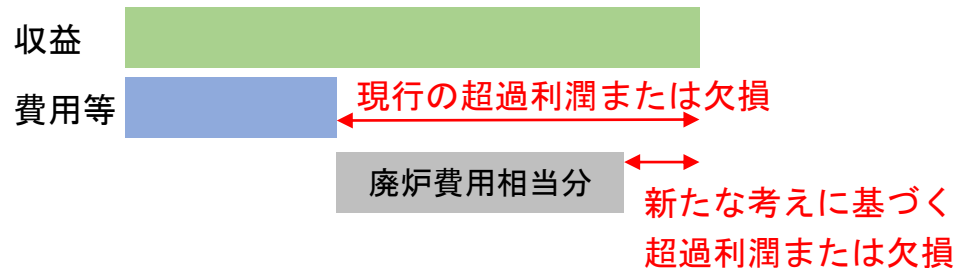 収益
費用等
現行の超過利潤または欠損
廃炉費用相当分
新たな考えに基づく
超過利潤または欠損